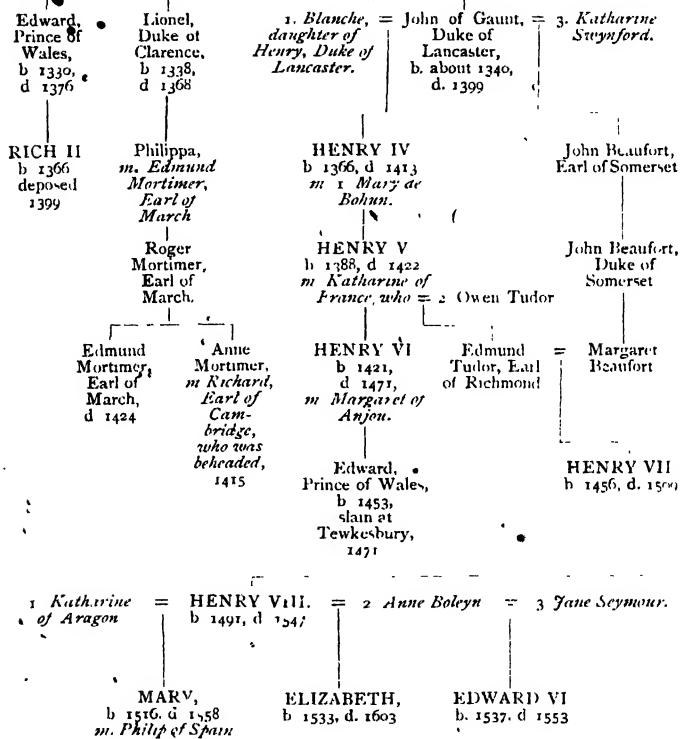 Edward, Prince of Wales, b 1330, d 1376
Lionel, Duke of Clarence, b 1338, d 1368
1. Blanche, daughter of Henry, Duke of Lancaster.
=
John of Gaunt, Duke of Lancaster, b. about 1340, d. 1399
=
3. Katharine Swynford.
RICH II
b 1366
deposed
1399
Philippa,
m. Edmund
Mortimer,
Earl of
March
HENRY IV
b 1366, d 1413
m 1 Mary de
Bohun.
John Beaufort,
Earl of Somerset
Roger
Mortimer,
Earl of
March.
HENRY V
b 1388, d 1422
m Katharine of
France, who = 2 Owen Tudor
John Beaufort,
Duke of
Somerset
Edmund
Mortimer,
Earl of
March,
d 1424
Anne
Mortimer,
m Richard,
Earl of
Cam-
bridge,
who was
beheaded,
1415
HENRY VI
b 1421,
d 1471,
m Margaret of
Anjou.
Edmund
Tudor, Earl
of Richmond
=
Margaret
Beaufort
Edward,
Prince of Wales,
b 1453,
slain at
Tewkesbury,
1471
HENRY VII
b 1456, d. 1509
1 Katharine of Aragon = HENRY VIII. = 2 Anne Boleyn = 3 Jane Seymour.
b 1491, d 1547
MARY,
b 1516, d 1558
m. Philip of Spain
ELIZABETH,
b 1533, d. 1603
EDWARD VI
b. 1537. d 1553